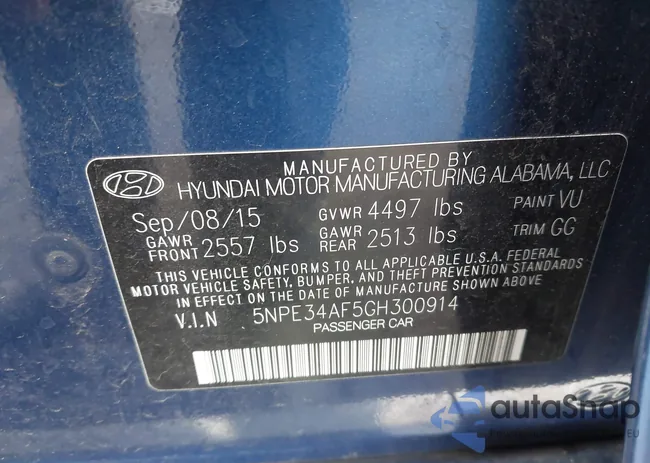 MANUFACTURED BY
HYUNDAI MOTOR MANUFACTURING ALABAMA, LLC
Sep/08/15 GVWR 4497 lbs PAINT VU
GAWR FRONT 2557 lbs GAWR REAR 2513 lbs TRIM GG
THIS VEHICLE CONFORMS TO ALL APPLICABLE U.S.A. FEDERAL
MOTOR VEHICLE SAFETY, BUMPER, AND THEFT PREVENTION STANDARDS
IN EFFECT ON THE DATE OF MANUFACTURE SHOWN ABOVE.
V.I.N 5NPE34AF5GH300914
PASSENGER CAR
autaSnap